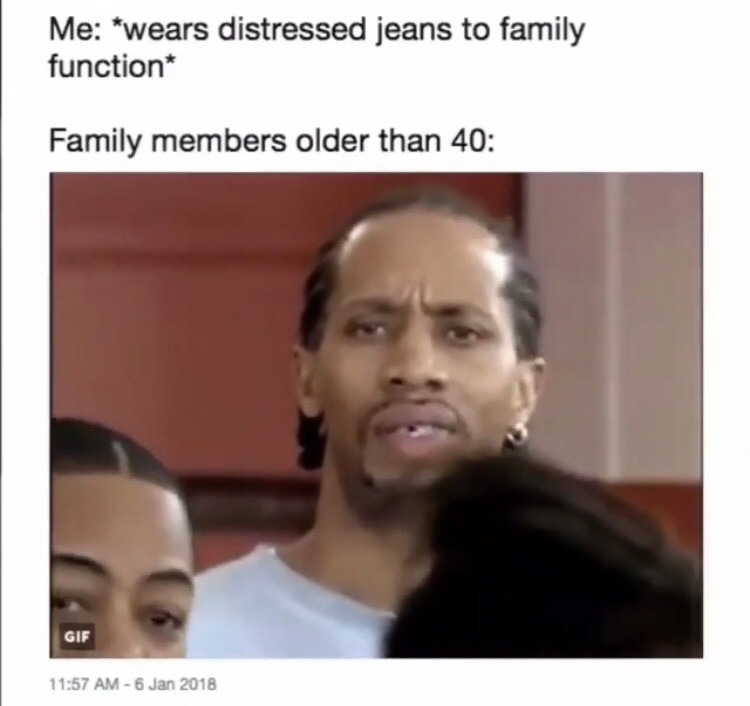 Me: *wears distressed jeans to family
function*
Family members older than 40:
GIF
11:57 AM - 6 Jan 2018